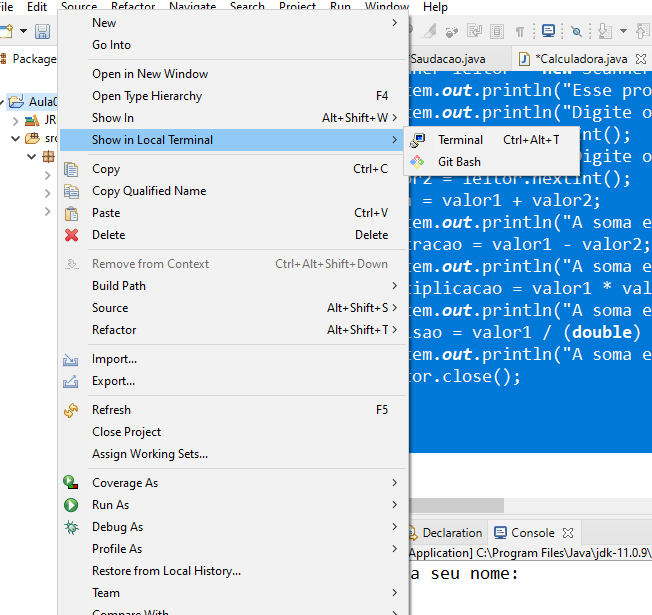 File Edit Source Refactor Navigate Search Project Run Window Help
Package
Saudacao.java
*Calculadora.java
New
Go Into
Open in New Window
Open Type Hierarchy F4
Show In Alt+Shift+W
Show in Local Terminal
Terminal Ctrl+Alt+T
Git Bash
Copy Ctrl+C
Copy Qualified Name
Paste Ctrl+V
Delete Delete
Remove from Context Ctrl+Alt+Shift+Down
Build Path
Source Alt+Shift+S
Refactor Alt+Shift+T
Import...
Export...
Refresh F5
Close Project
Assign Working Sets...
Coverage As
Run As
Debug As
Profile As
Restore from Local History...
Team
Compare With
Aula0
JR
src
nner leitor = new Scanner
tem.out.println("Esse pro
tem.out.println("Digite o
int();
Digite o
or2 = leitor.nextInt();
a = valor1 + valor2;
tem.out.println("A soma e
tracao = valor1 - valor2;
tem.out.println("A soma e
tiplicacao = valor1 * val
tem.out.println("A soma e
isao = valor1 / (double)
tem.out.println("A soma e
tor.close();
Declaration
Console
Application] C:\Program Files\Java\jdk-11.0.9\
a seu nome: